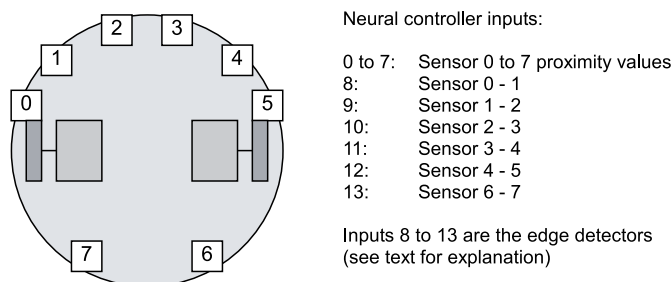 2 3
1 4
0 5
7 6
Neural controller inputs:
0 to 7: Sensor 0 to 7 proximity values
8: Sensor 0 - 1
9: Sensor 1 - 2
10: Sensor 2 - 3
11: Sensor 3 - 4
12: Sensor 4 - 5
13: Sensor 6 - 7
Inputs 8 to 13 are the edge detectors
(see text for explanation)